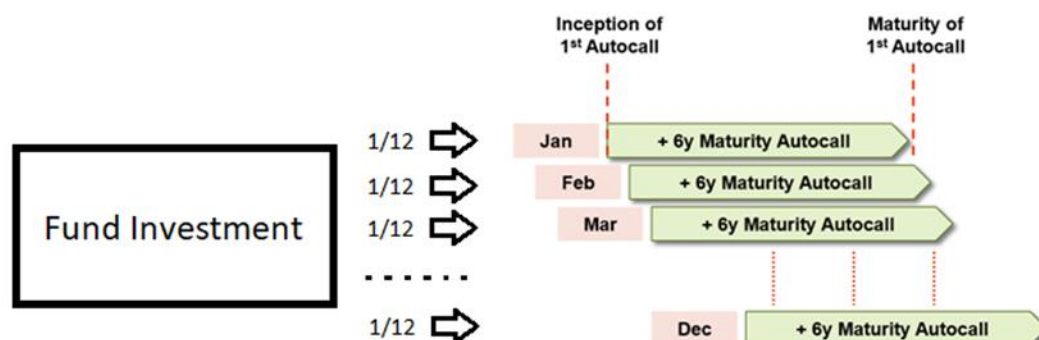 Inception of
1st Autocall
Maturity of
1st Autocall
Fund Investment
1/12 Jan + 6y Maturity Autocall
1/12 Feb + 6y Maturity Autocall
1/12 Mar + 6y Maturity Autocall
1/12 Dec + 6y Maturity Autocall